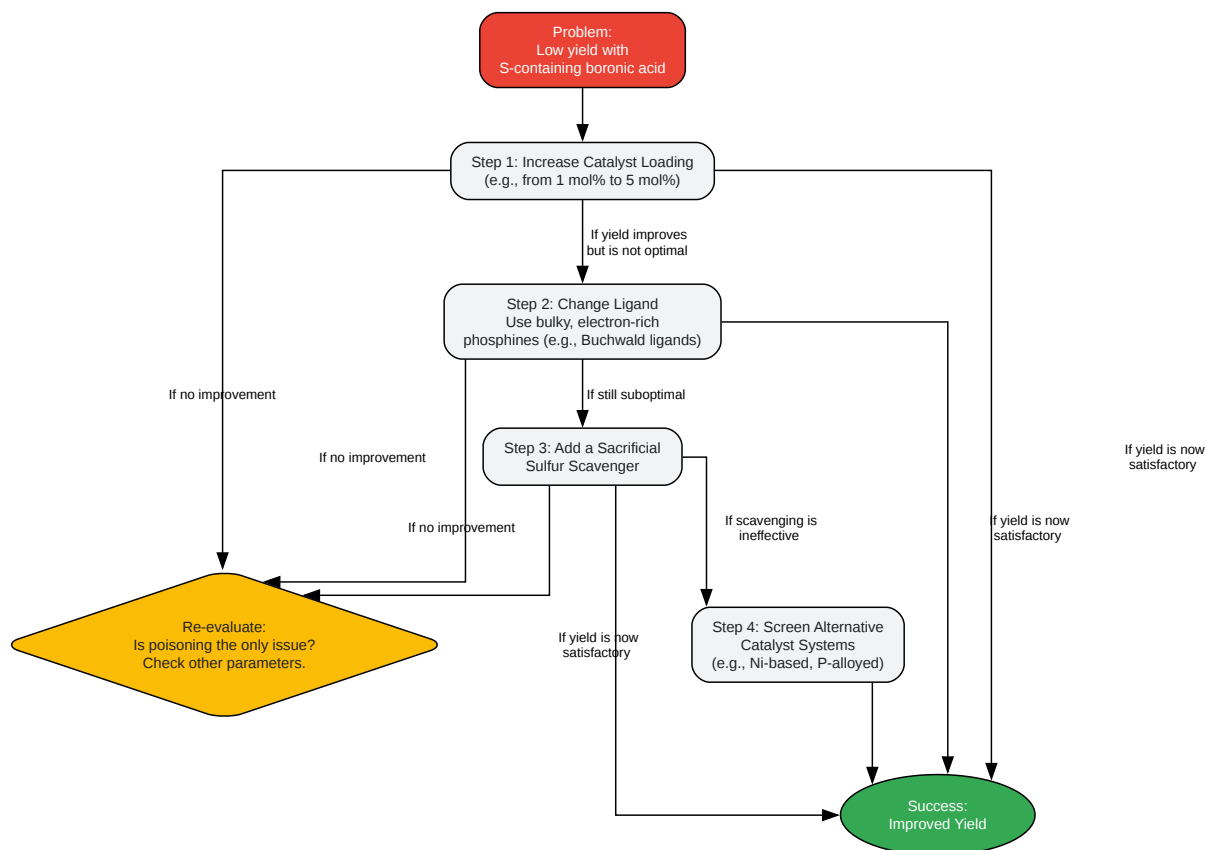 Problem:
Low yield with
S-containing boronic acid
Step 1: Increase Catalyst Loading
(e.g., from 1 mol% to 5 mol%)
If yield improves
but is not optimal
Step 2: Change Ligand
Use bulky, electron-rich
phosphines (e.g., Buchwald ligands)
If no improvement
If still suboptimal
If no improvement
Step 3: Add a Sacrificial
Sulfur Scavenger
If yield is now
satisfactory
If no improvement
If scavenging is
ineffective
If yield is now
satisfactory
Re-evaluate:
Is poisoning the only issue?
Check other parameters.
If yield is now
satisfactory
Step 4: Screen Alternative
Catalyst Systems
(e.g., Ni-based, P-alloyed)
Success:
Improved Yield